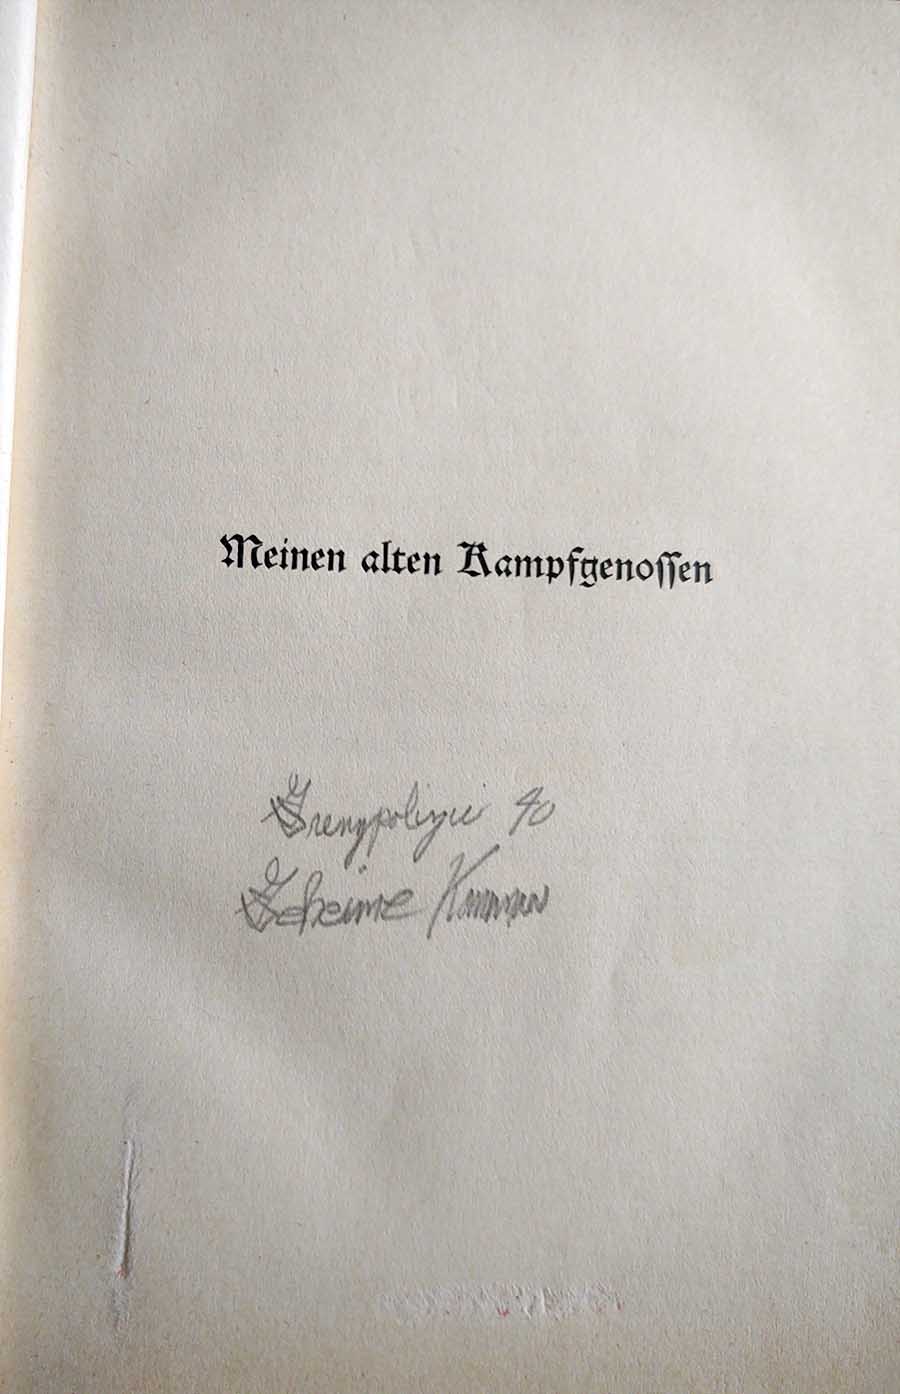 Meinen alten Kampfgenossen
Grenzpolizei 40
Geheime